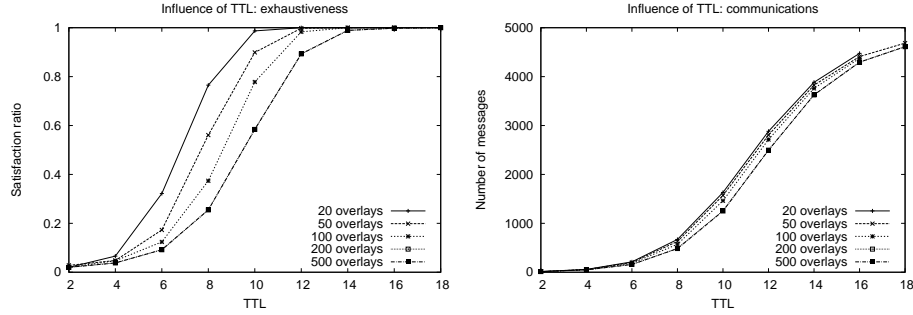 Influence of TTL: exhaustiveness
1
0.8
0.6
0.4
0.2
0
Satisfaction ratio
20 overlays
50 overlays
100 overlays
200 overlays
500 overlays
2 4 6 8 10 12 14 16 18
TTL
Influence of TTL: communications
5000
4000
3000
2000
1000
0
Number of messages
20 overlays
50 overlays
100 overlays
200 overlays
500 overlays
2 4 6 8 10 12 14 16 18
TTL